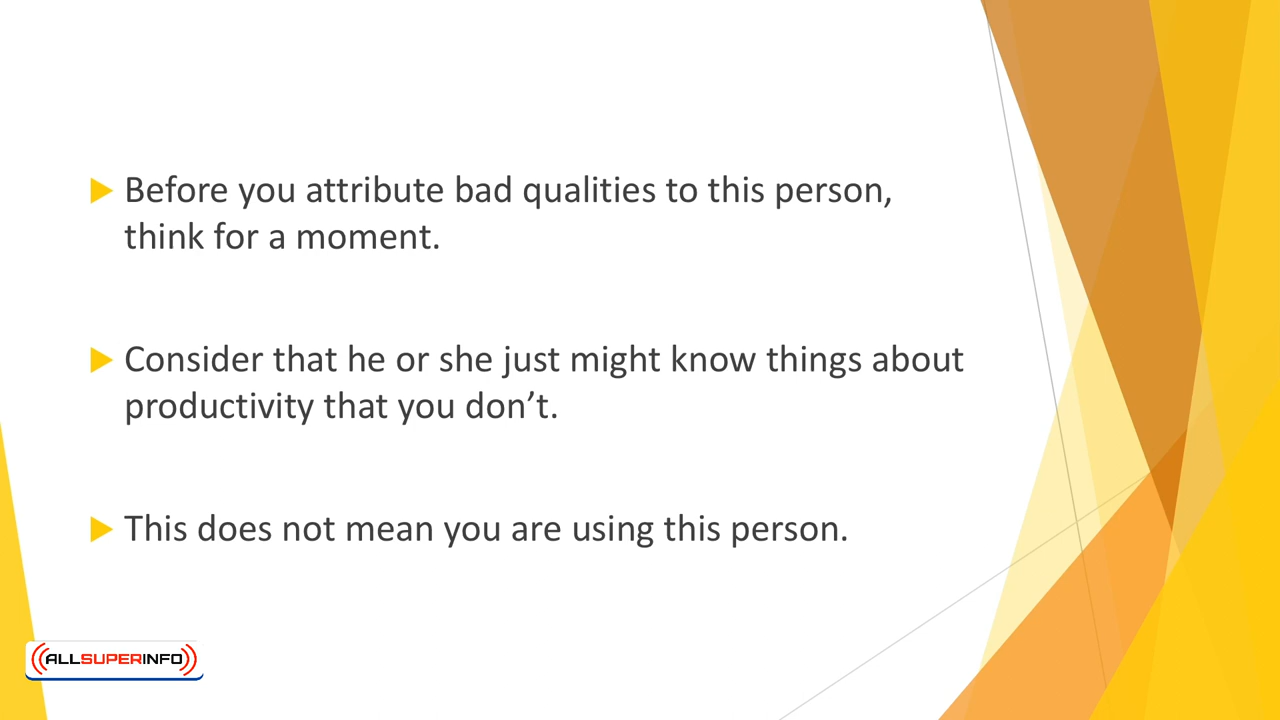 Before you attribute bad qualities to this person,
think for a moment.
Consider that he or she just might know things about
productivity that you don’t.
This does not mean you are using this person.
ALLSUPERINFO